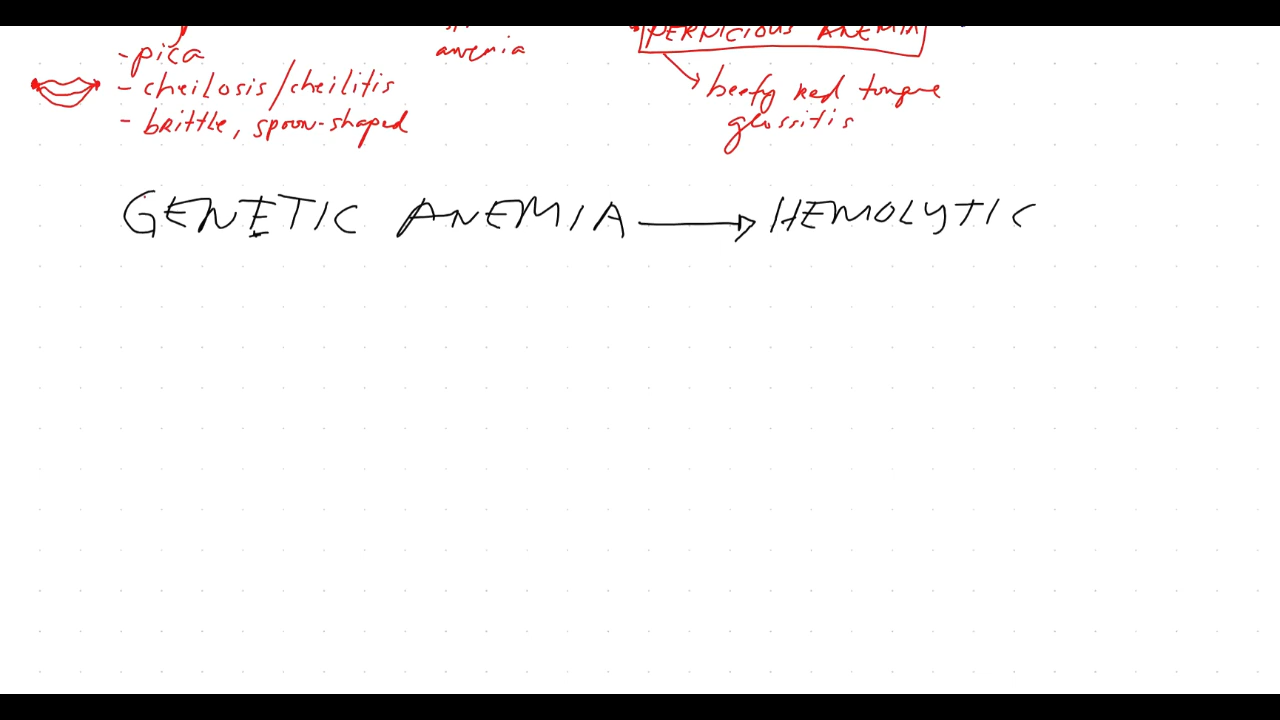 PERNICIOUS ANEMIA
- pica
anemia
- cheilosis/cheilitis
beefy red tongue
glossitis
- brittle, spoon-shaped
GENETIC ANEMIA → HEMOLYTIC